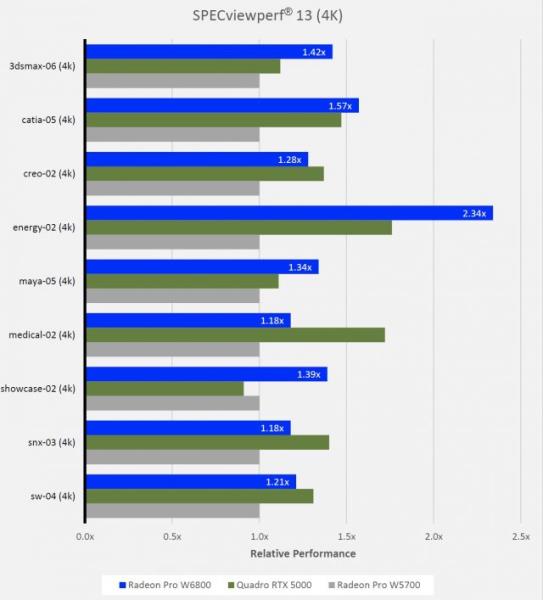 SPECviewperf® 13 (4K)
3dsmax-06 (4k)
1.42x
catia-05 (4k)
1.57x
creo-02 (4k)
1.28x
energy-02 (4k)
2.34x
maya-05 (4k)
1.34x
medical-02 (4k)
1.18x
showcase-02 (4k)
1.39x
snx-03 (4k)
1.18x
sw-04 (4k)
1.21x
0.0x 0.5x 1.0x 1.5x 2.0x 2.5x
Relative Performance
Radeon Pro W6800 Quadro RTX 5000 Radeon Pro W5700